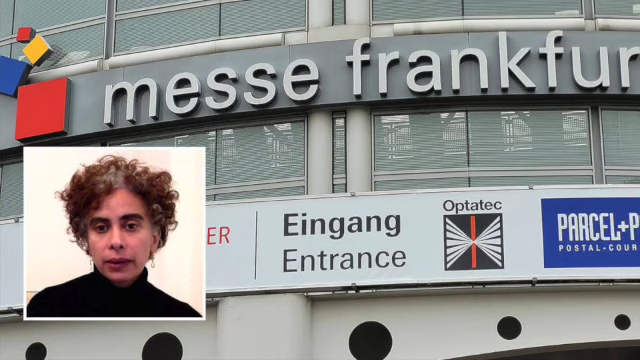 messe frankfur
ER
Eingang
Entrance
Optatec
PARCEL+P
POSTAL-COUR